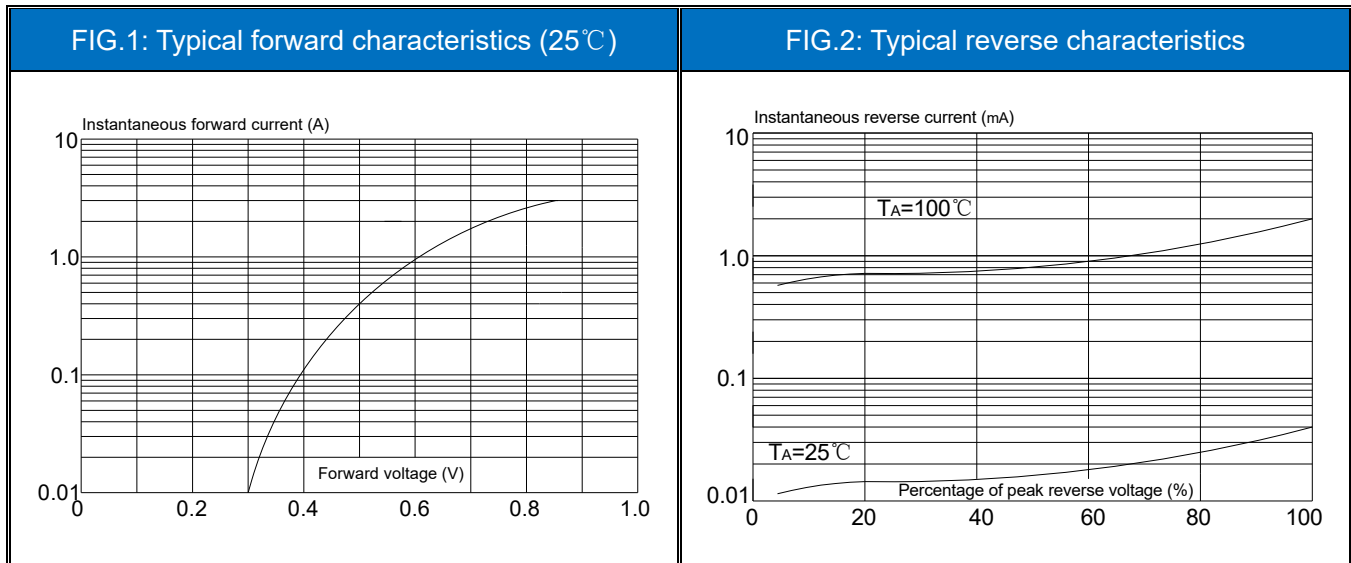 FIG.1: Typical forward characteristics (25℃)
Instantaneous forward current (A)
10
1.0
0.1
0.01
Forward voltage (V)
0 0.2 0.4 0.6 0.8 1.0
FIG.2: Typical reverse characteristics
Instantaneous reverse current (mA)
10
TA=100℃
1.0
0.1
TA=25℃
0.01
Percentage of peak reverse voltage (%)
0 20 40 60 80 100